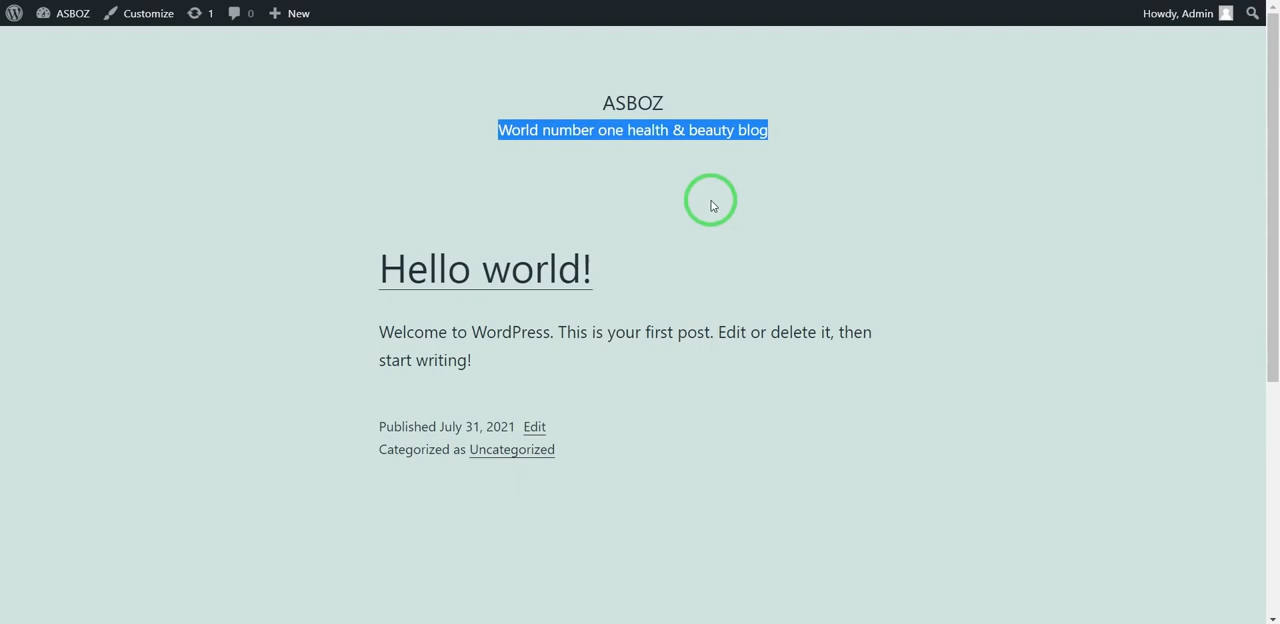 ASBOZ Customize 1 0 New Howdy, Admin
ASBOZ
World number one health & beauty blog
Hello world!
Welcome to WordPress. This is your first post. Edit or delete it, then
start writing!
Published July 31, 2021 Edit
Categorized as Uncategorized